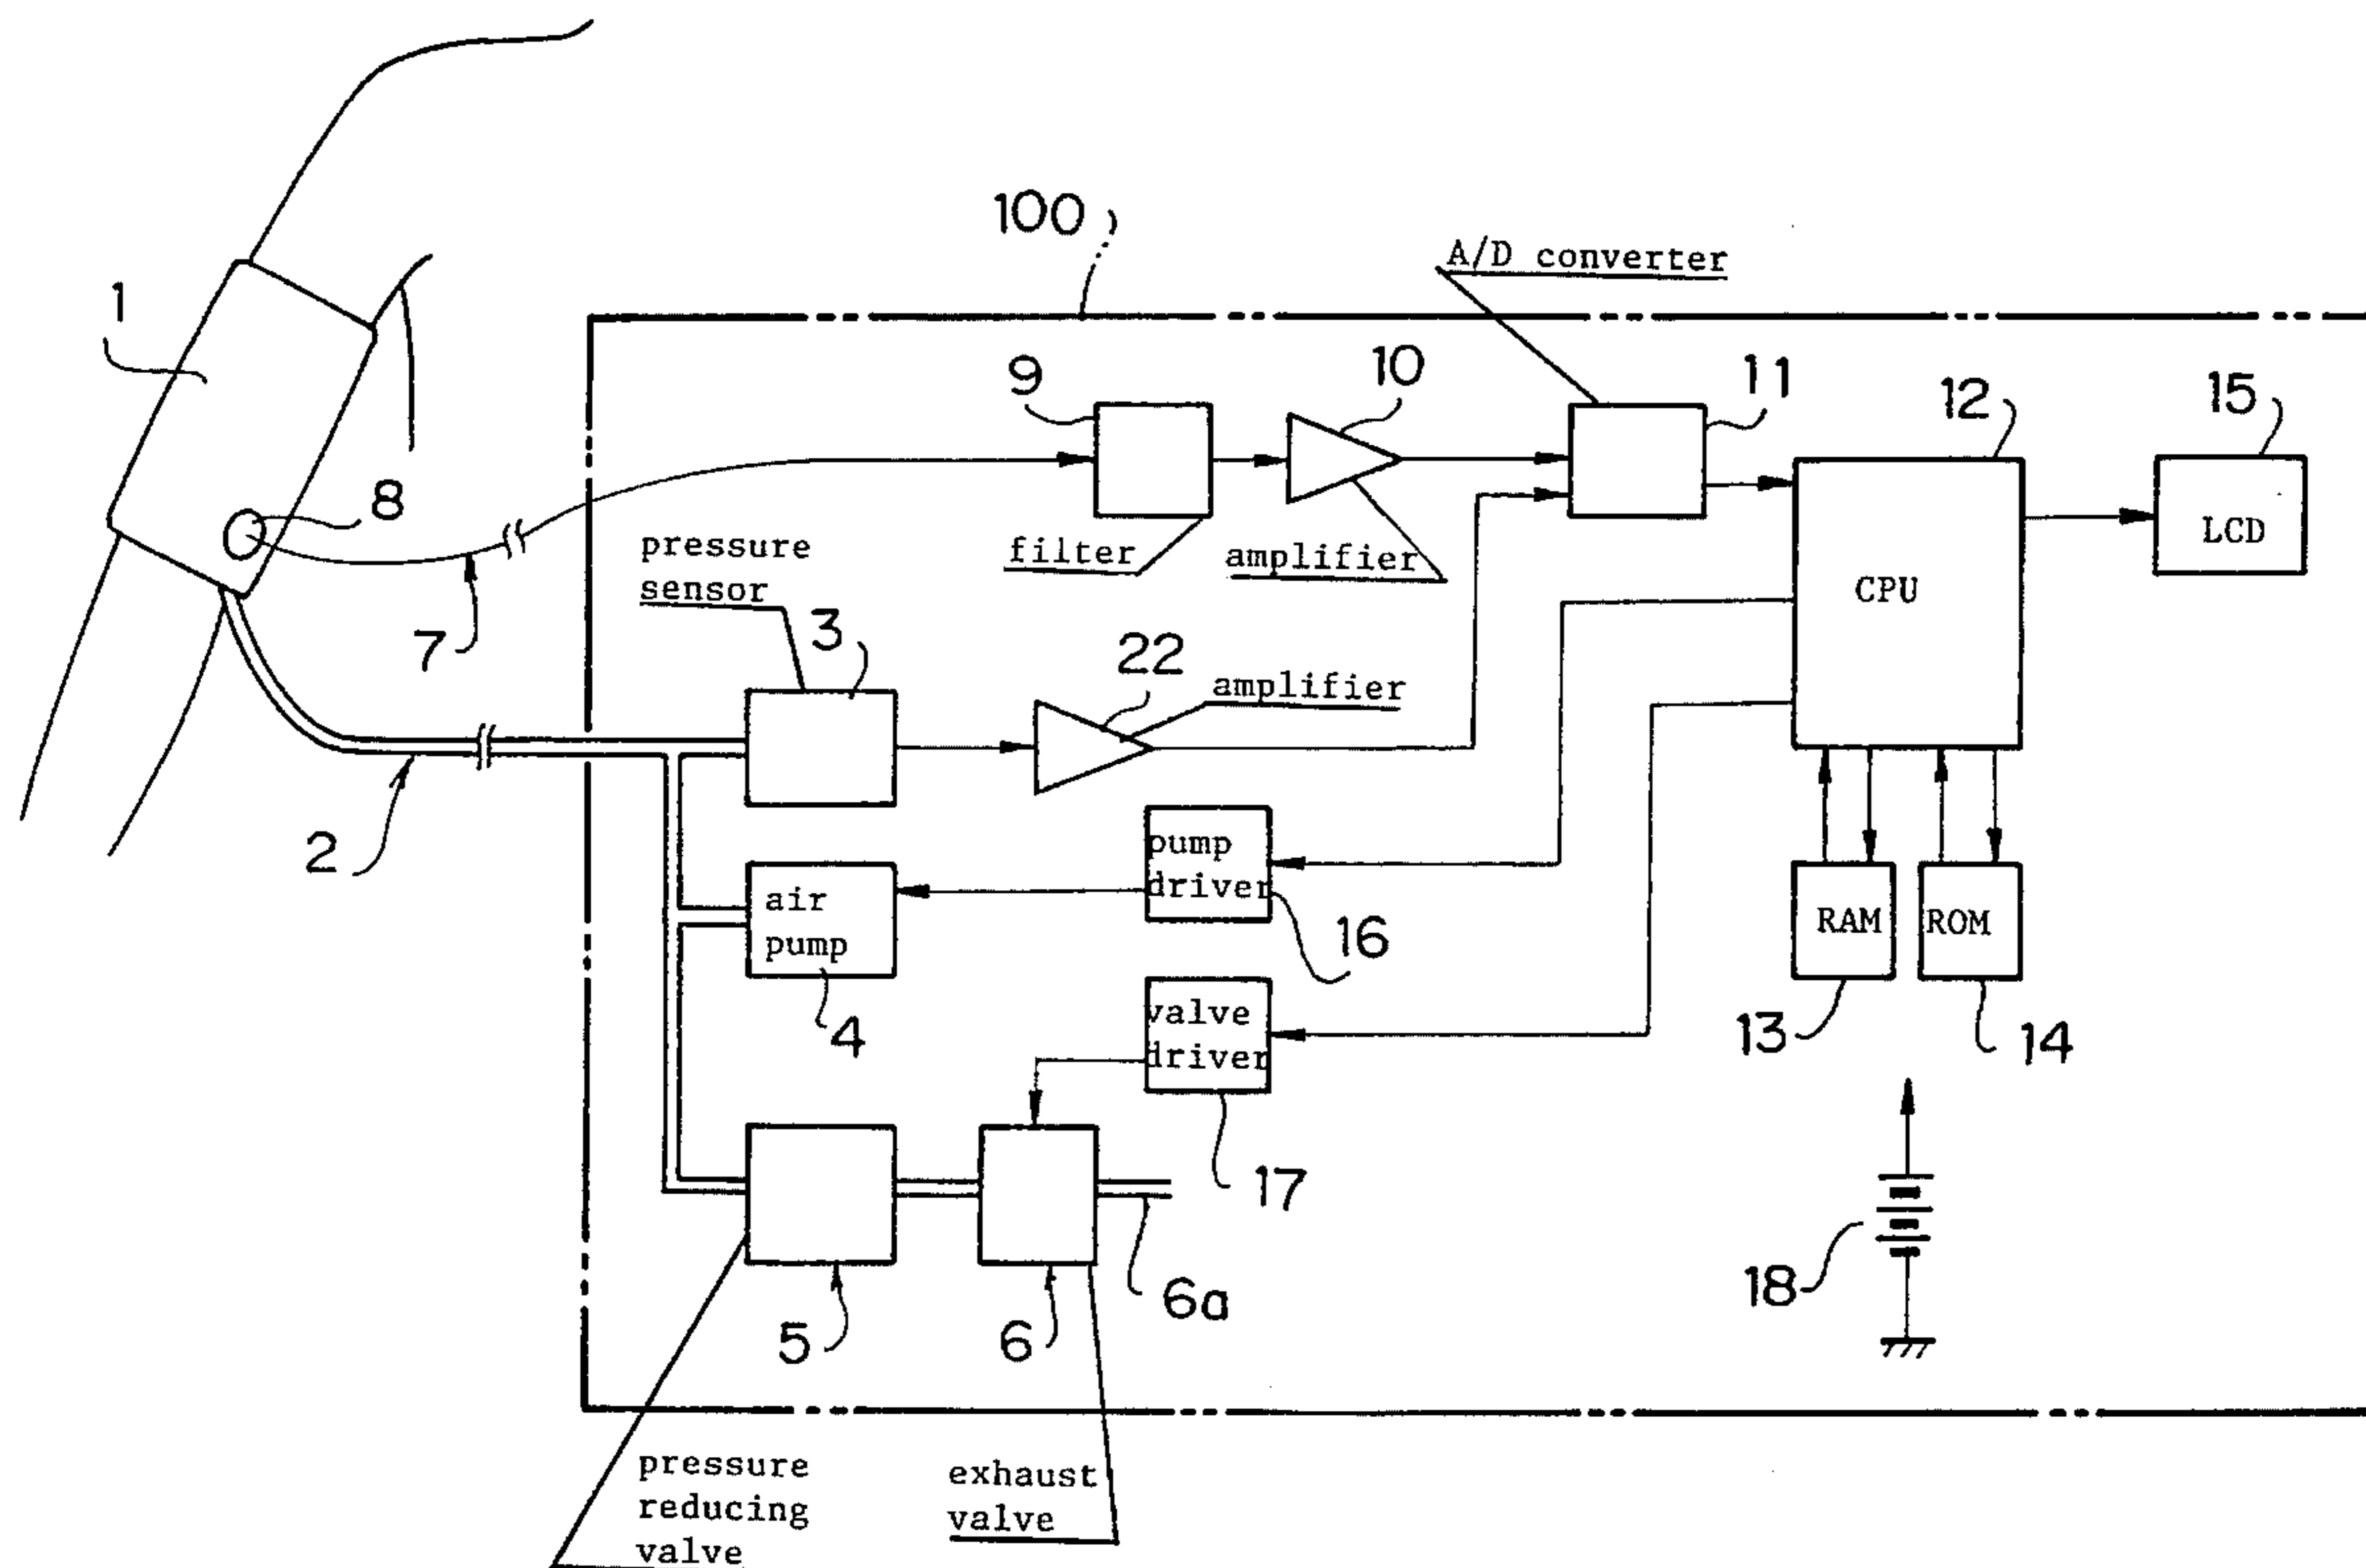 100
A/D converter
1
9
10
11
12
15
8
LCD
pressure
sensor
filter
amplifier
CPU
7
3
22
amplifier
2
pump
driver
air
pump
16
RAM
ROM
4
valve
driver
13
14
17
18
5
6
6a
pressure
reducing
valve
exhaust
valve